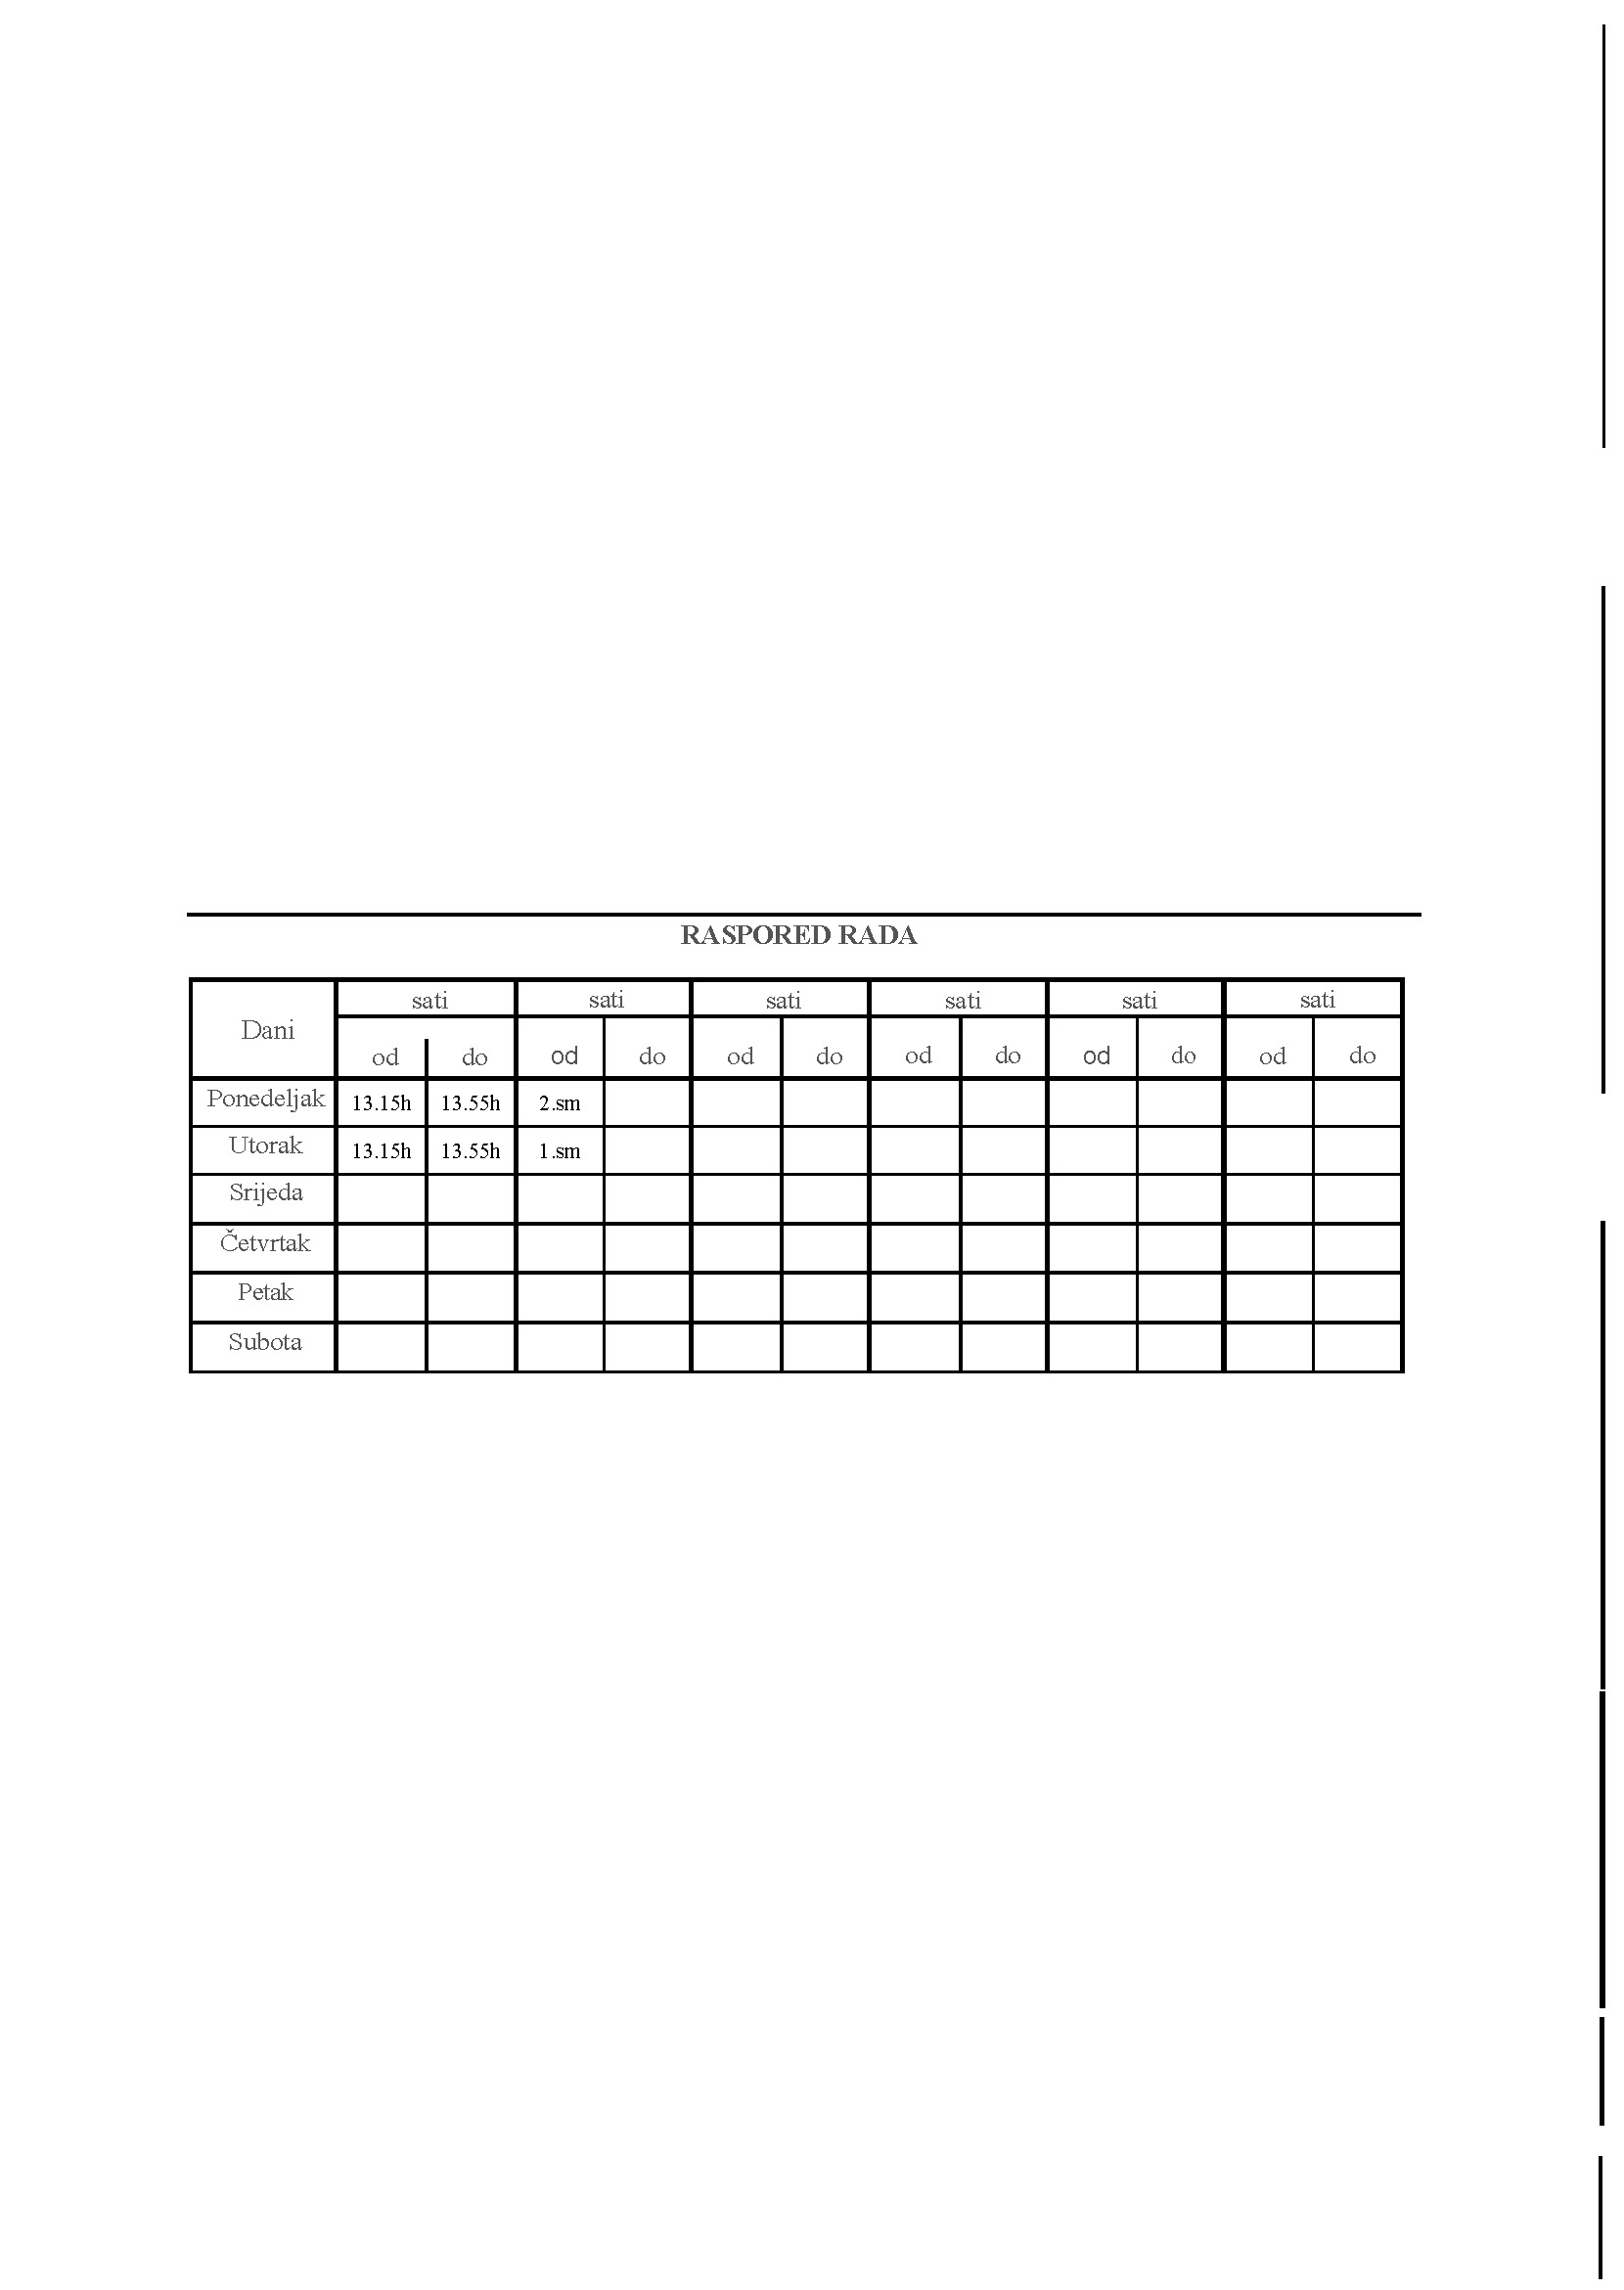 RASPORED RADA
Dani sati sati sati sati sati sati
od do od do od do od do od do od do
Ponedeljak 13.15h 13.55h 2.sm
Utorak 13.15h 13.55h 1.sm
Srijeda
Četvrtak
Petak
Subota